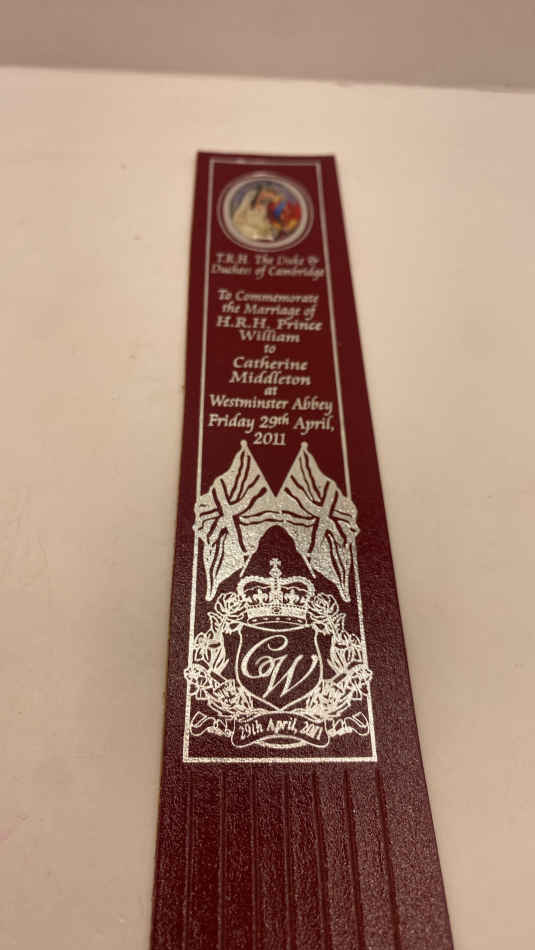 T.R.H. The Duke &
Duchess of Cambridge
To Commemorate
the Marriage of
H.R.H. Prince
William
to
Catherine
Middleton
at
Westminster Abbey
Friday 29th April,
2011
CW
29th April, 2011